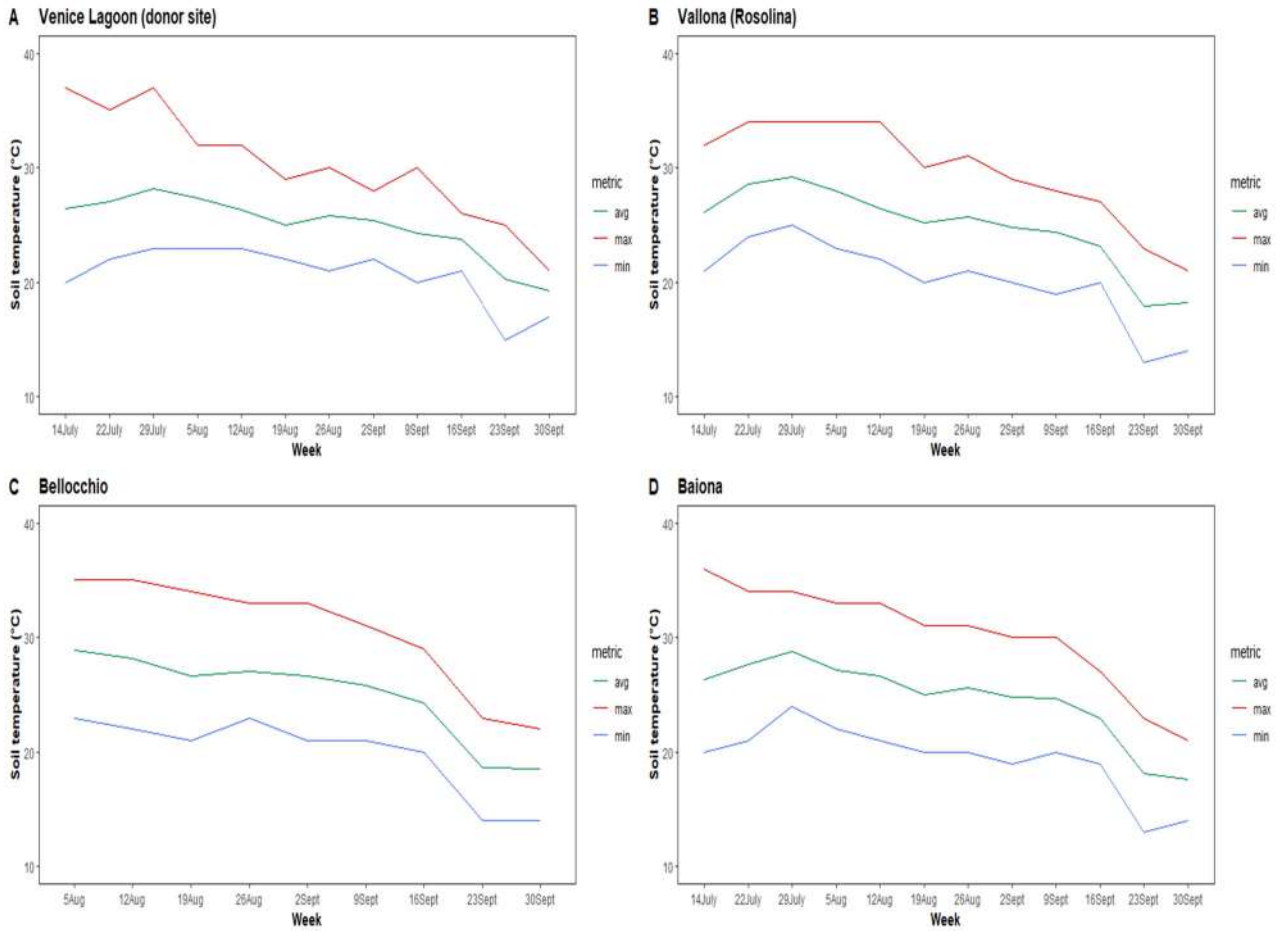 A Venice Lagoon (donor site)
40
30
20
10
Soil temperature (°C)
14July 22July 29July 5Aug 12Aug 19Aug 26Aug 2Sept 9Sept 16Sept 23Sept 30Sept
Week
metric
avg
max
min
B Vallona (Rosolina)
40
30
20
10
Soil temperature (°C)
14July 22July 29July 5Aug 12Aug 19Aug 26Aug 2Sept 9Sept 16Sept 23Sept 30Sept
Week
metric
avg
max
min
C Bellocchio
40
30
20
10
Soil temperature (°C)
5Aug 12Aug 19Aug 26Aug 2Sept 9Sept 16Sept 23Sept 30Sept
Week
metric
avg
max
min
D Baiona
40
30
20
10
Soil temperature (°C)
14July 22July 29July 5Aug 12Aug 19Aug 26Aug 2Sept 9Sept 16Sept 23Sept 30Sept
Week
metric
avg
max
min